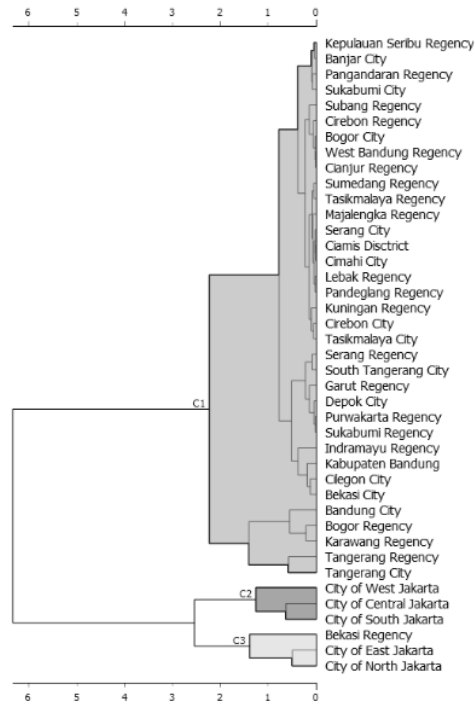 6 5 4 3 2 1 0
Kepulauan Seribu Regency
Banjar City
Pangandaran Regency
Sukabumi City
Subang Regency
Cirebon Regency
Bogor City
West Bandung Regency
Cianjur Regency
Sumedang Regency
Tasikmalaya Regency
Majalengka Regency
Serang City
Ciamis Disctrict
Cimahi City
Lebak Regency
Pandeglang Regency
Kuningan Regency
Cirebon City
Tasikmalaya City
Serang Regency
South Tangerang City
Garut Regency
C1
Depok City
Purwakarta Regency
Sukabumi Regency
Indramayu Regency
Kabupaten Bandung
Cilegon City
Bekasi City
Bandung City
Bogor Regency
Karawang Regency
Tangerang Regency
Tangerang City
City of West Jakarta
C2
City of Central Jakarta
City of South Jakarta
Bekasi Regency
C3
City of East Jakarta
City of North Jakarta
6 5 4 3 2 1 0